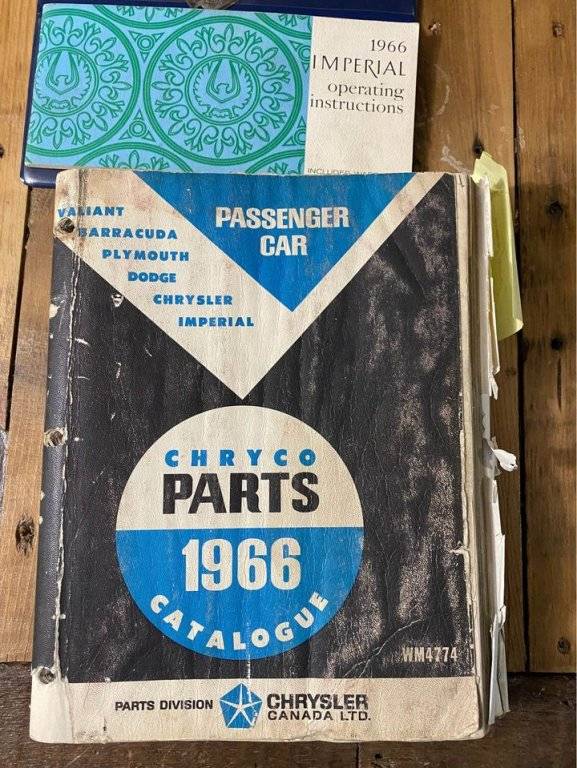 1966
IMPERIAL
operating
instructions
PASSENGER
CAR
VALIANT
BARRACUDA
PLYMOUTH
DODGE
CHRYSLER
IMPERIAL
CHRYCO
PARTS
1966
CATALOGUE
WM4774
PARTS DIVISION
CHRYSLER
CANADA LTD.